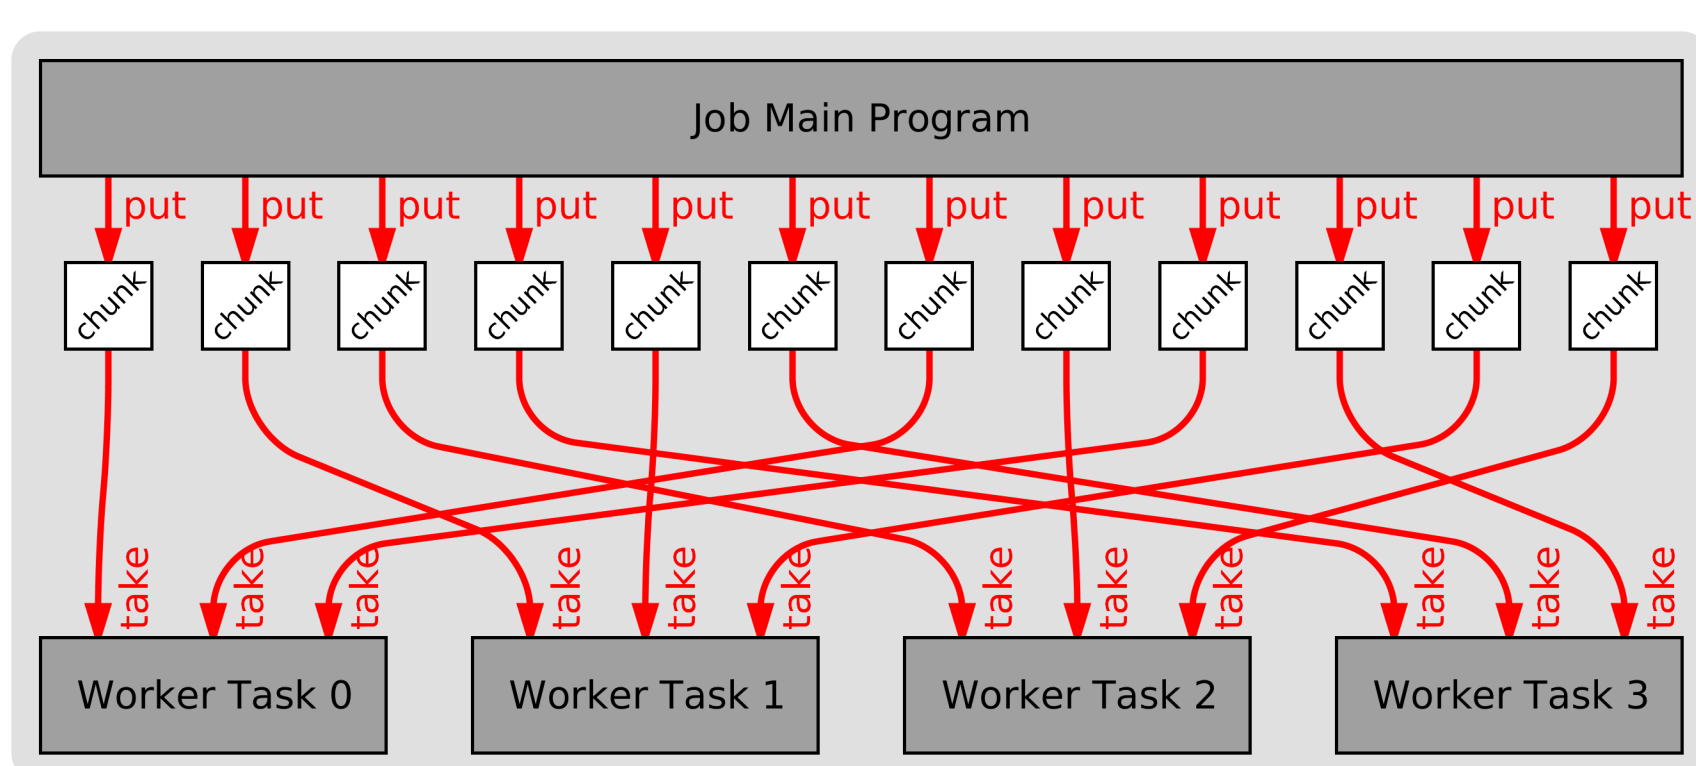 Job Main Program
put put put put put put put put put put put put
chunk chunk chunk chunk chunk chunk chunk chunk chunk chunk chunk chunk
take take take take take take take take take take take take
Worker Task 0 Worker Task 1 Worker Task 2 Worker Task 3